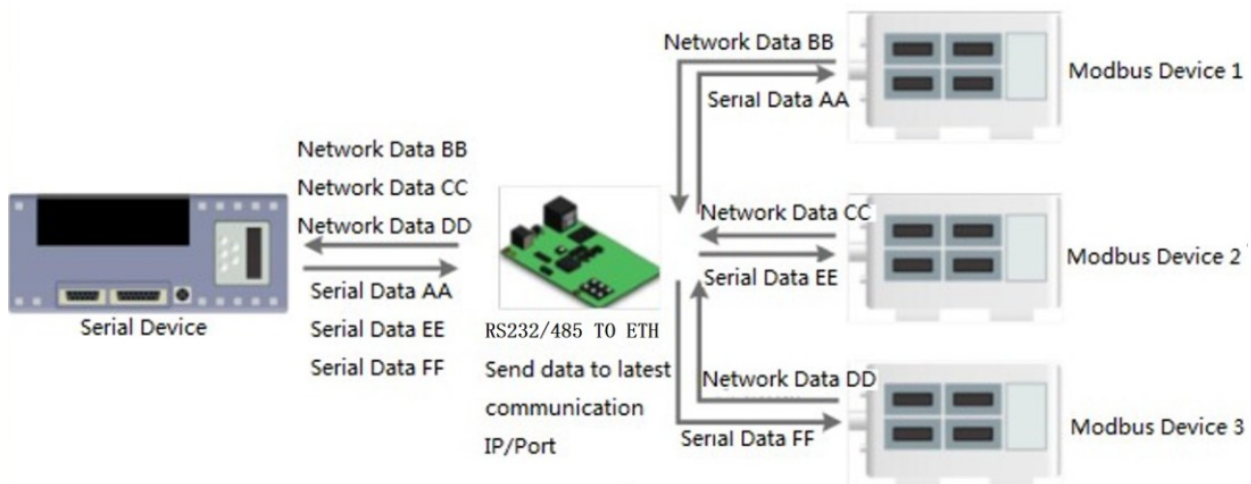 Network Data BB
Serial Data AA
Modbus Device 1
Network Data BB
Network Data CC
Network Data DD
Serial Data AA
Serial Data EE
Serial Data FF
Serial Device
RS232/485 TO ETH
Send data to latest
communication
IP/Port
Network Data CC
Serial Data EE
Modbus Device 2
Network Data DD
Serial Data FF
Modbus Device 3